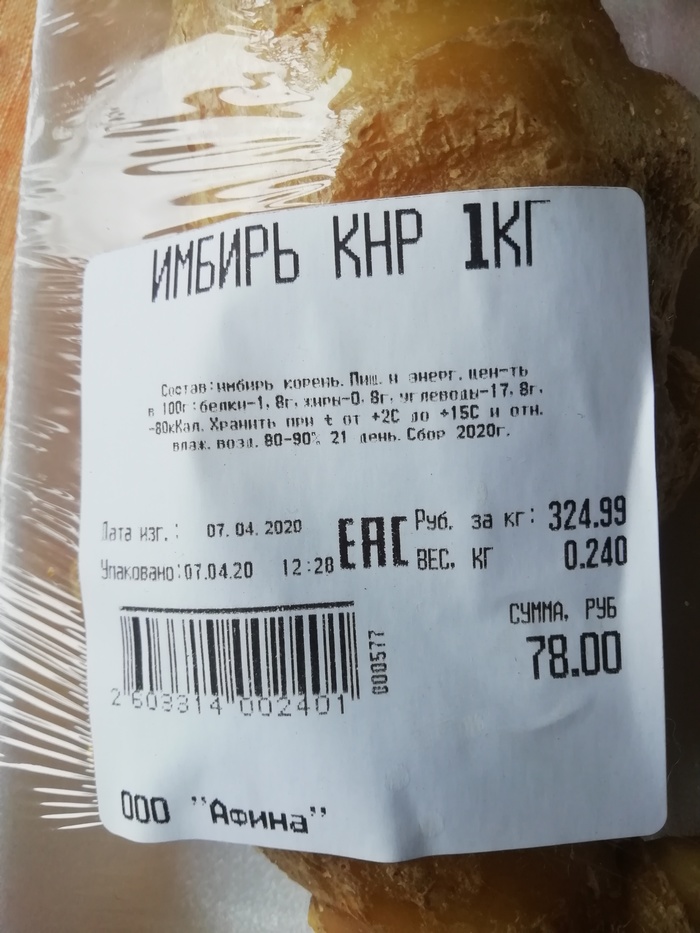 ИМБИРЬ КНР 1КГ
Состав:имбирь корень. Пищ. и энерг. цен-ть
в 100г:белки-1, 8г, жиры-0. 8г, углеводы-17, 8г,
-80кКал. Хранить при t от +2С до +15С и отн.
влаж. возд. 80-90%. 21 день. Сбор 2020г.
Дата изг.: 07.04.2020
Упаковано:07.04.20 12:28
ЕАС
Руб. за кг: 324.99
ВЕС, КГ 0.240
СУММА, РУБ
78.00
000577
2 603314 002401
ООО "Афина"